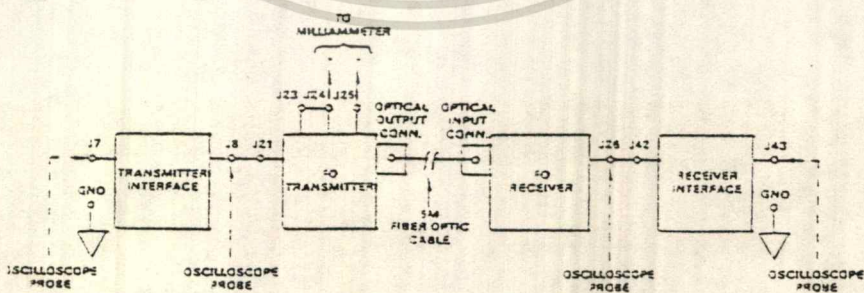 TO
MILLIAMMETER
J23 J24 J25
OPTICAL
OUTPUT
CONN.
OPTICAL
INPUT
CONN.
J7
J8 J21
J26 J42
J43
TRANSMITTER
INTERFACE
FO
TRANSMITTER
FO
RECEIVER
RECEIVER
INTERFACE
GND
GND
5M
FIBER OPTIC
CABLE
OSCILLOSCOPE
PROBE
OSCILLOSCOPE
PROBE
OSCILLOSCOPE
PROBE
OSCILLOSCOPE
PROBE